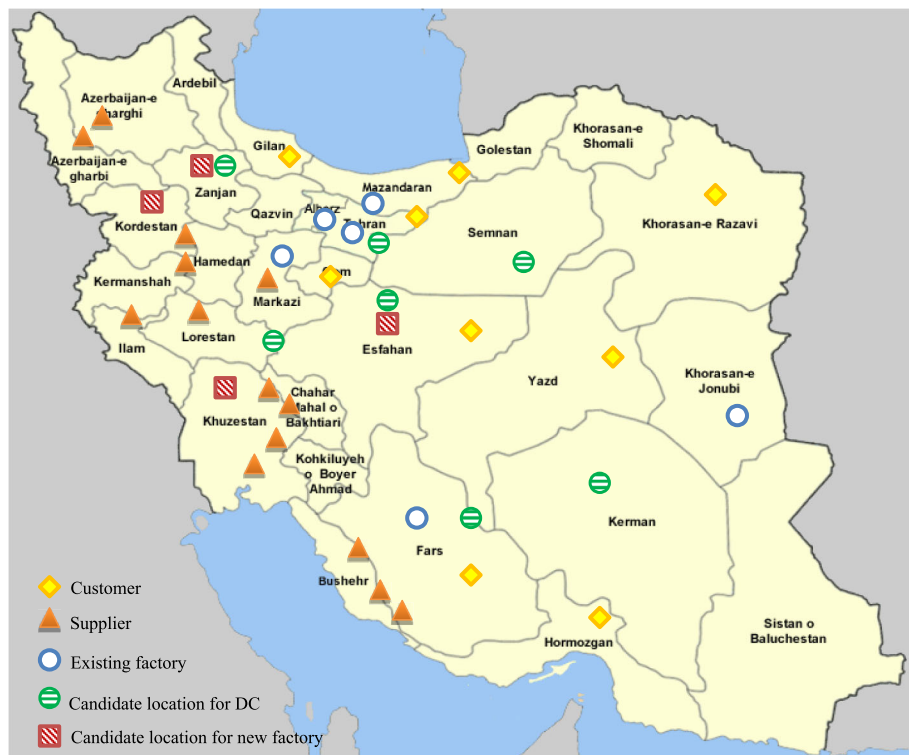 Ardebil
Azerbaijan-e
gharghi
Gilan
Golestan
Khorasan-e
Shomali
Azerbaijan-e
gharbi
Zanjan
Mazandaran
Qazvin
Alborz
Tehran
Semnan
Khorasan-e Razavi
Kordestan
Hamedan
Qom
Kermanshah
Markazi
Ilam
Lorestan
Esfahan
Yazd
Khorasan-e
Jonubi
Khuzestan
Chahar
Mahal o
Bakhtiari
Kohkiluyeh
o Boyer
Ahmad
Kerman
Fars
Bushehr
Hormozgan
Sistan o
Baluchestan
Customer
Supplier
Existing factory
Candidate location for DC
Candidate location for new factory